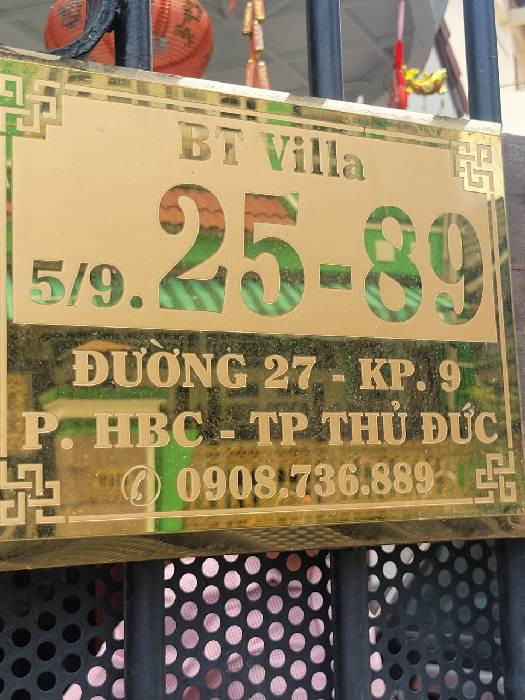 BT Villa
5/9. 25-89
ĐƯỜNG 27 - KP. 9
P. HBC - TP THỦ ĐỨC
0908.736.889